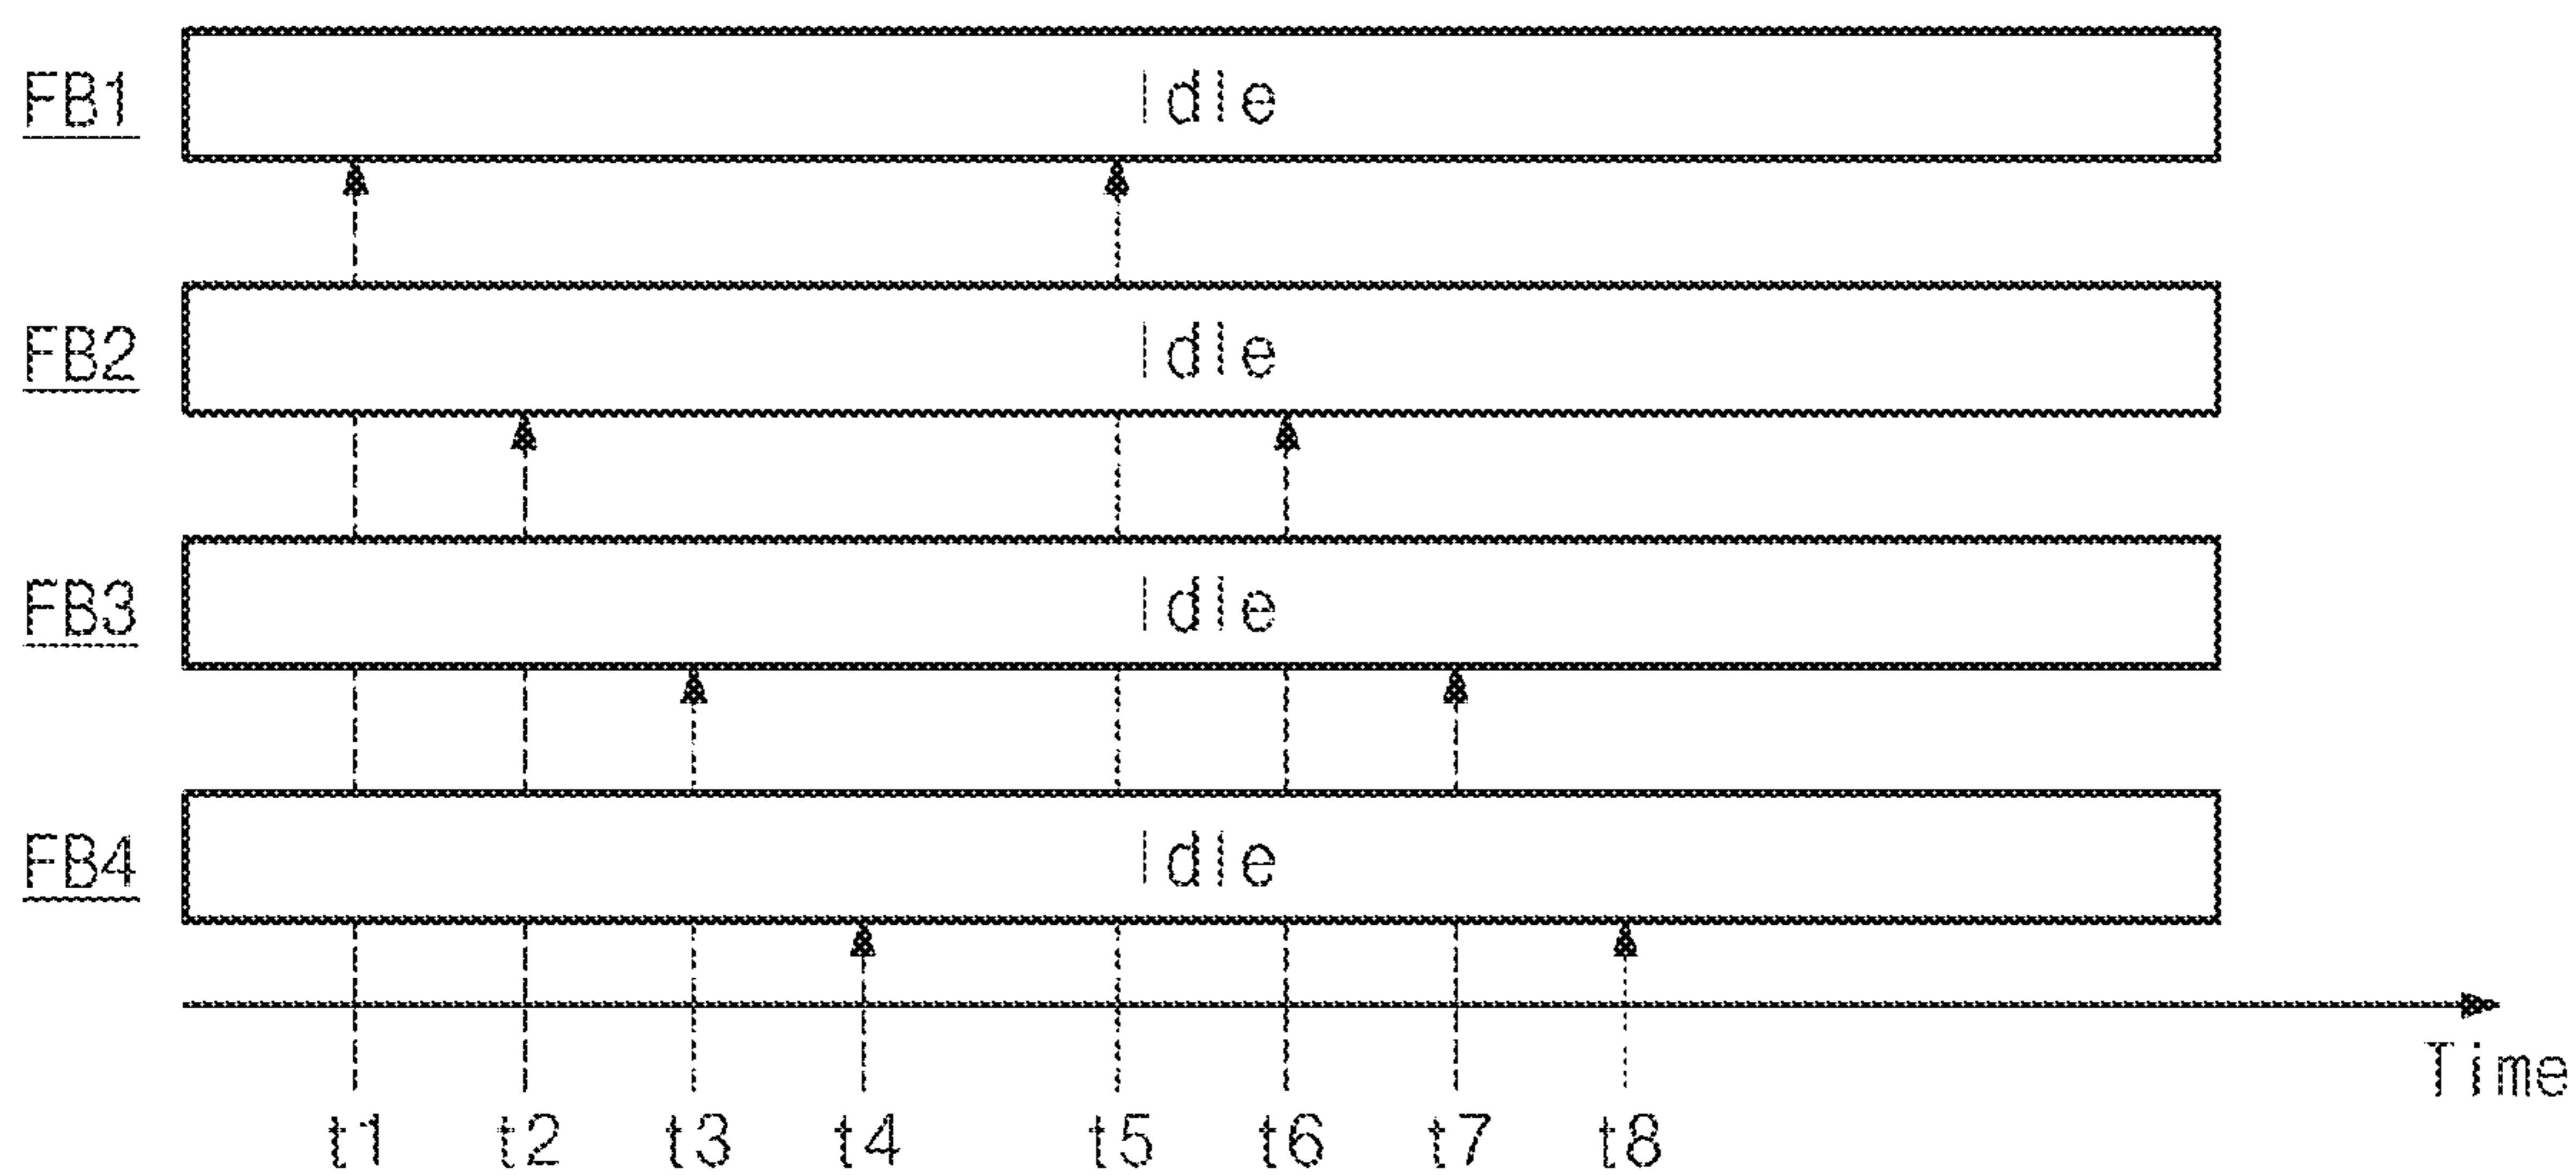 FB1 Idle
FB2 Idle
FB3 Idle
FB4 Idle
Time
t1 t2 t3 t4 t5 t6 t7 t8